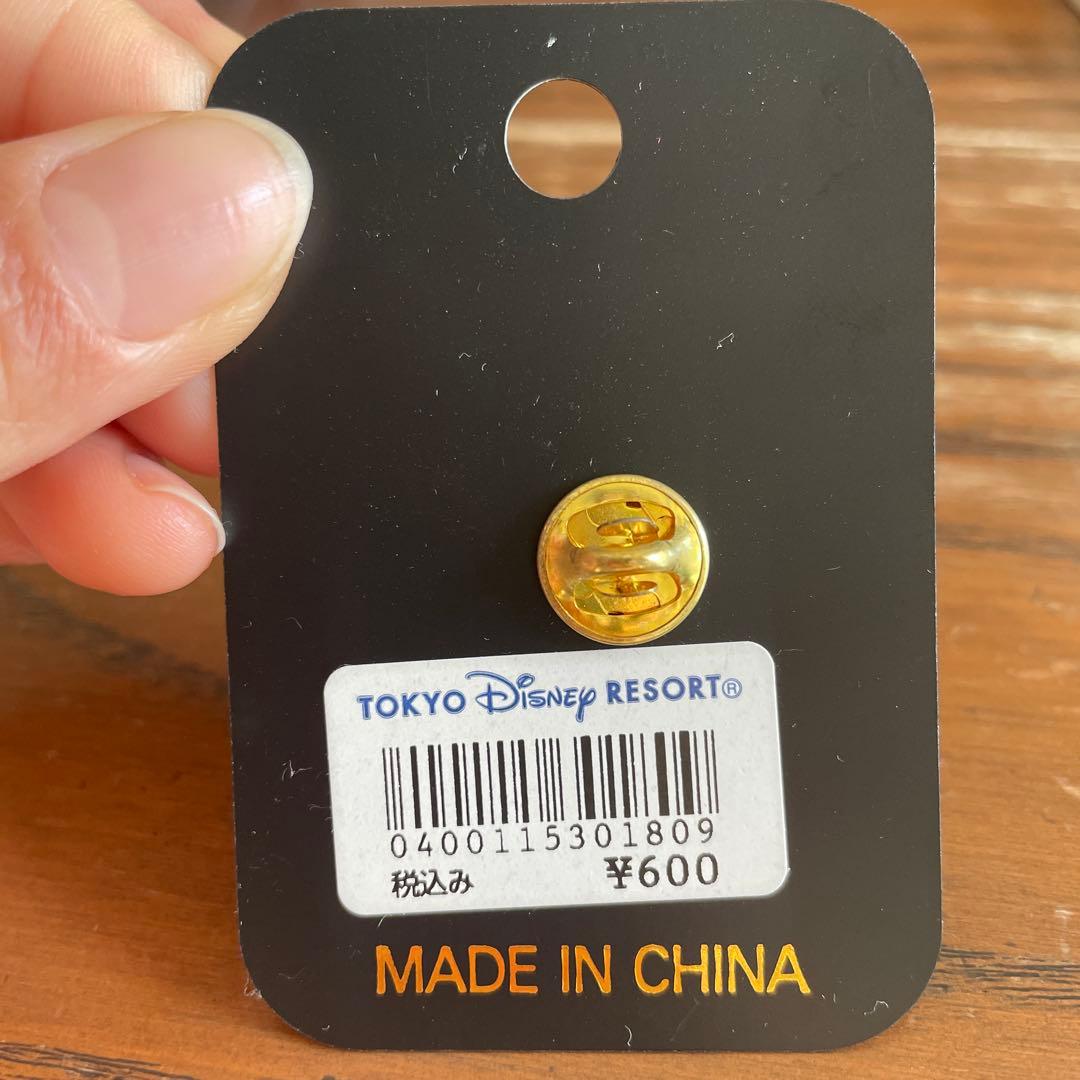 TOKYO Disney RESORT®
0400115301809
税込み ¥600
MADE IN CHINA